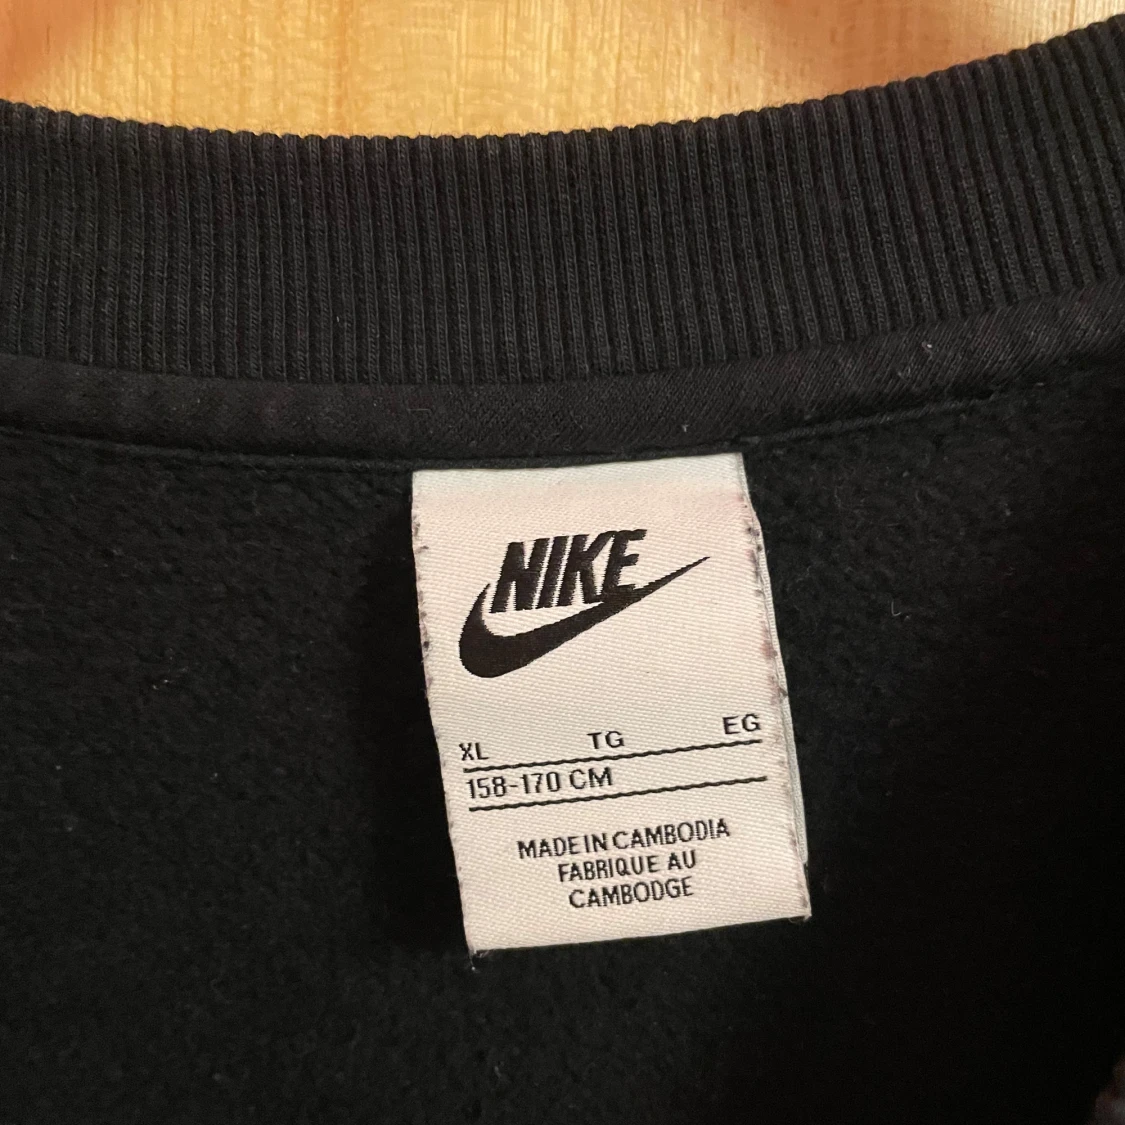 NIKE
XL TG EG
158-170 CM
MADE IN CAMBODIA
FABRIQUE AU
CAMBODGE